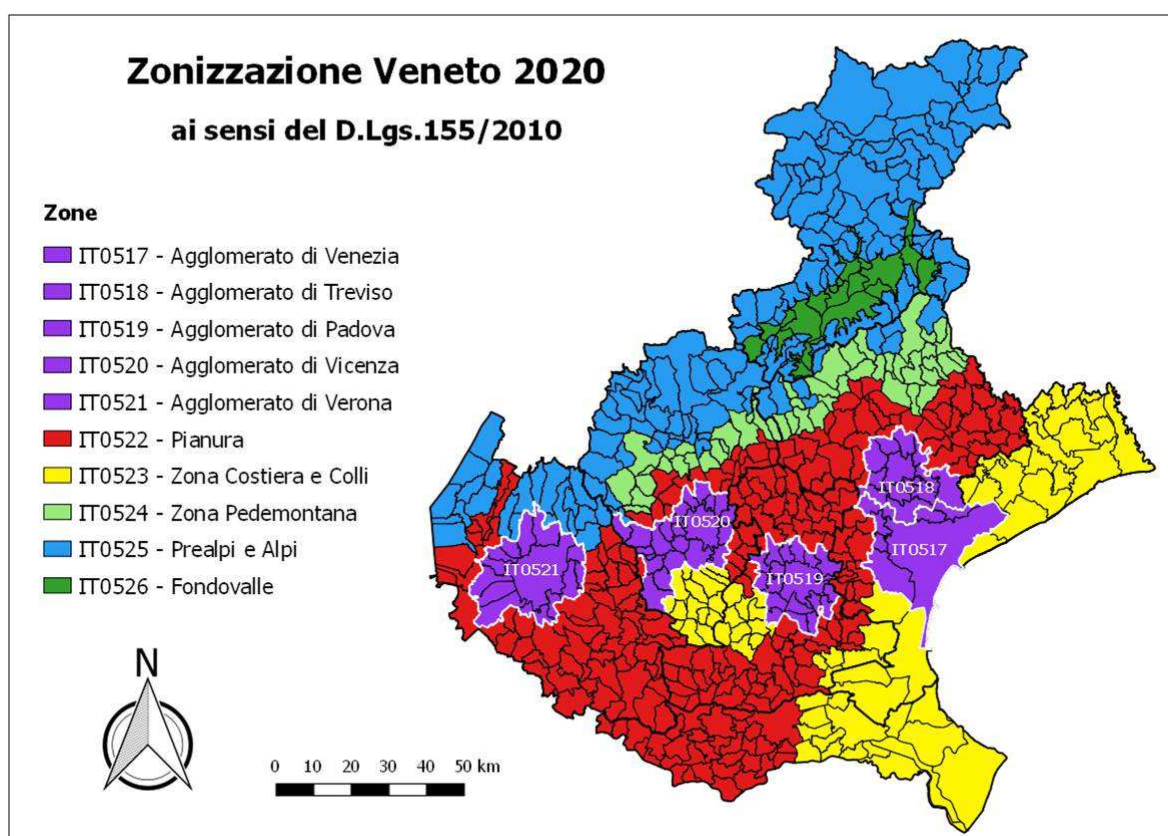 Zonizzazione Veneto 2020
ai sensi del D.Lgs.155/2010
Zone
IT0517 - Agglomerato di Venezia
IT0518 - Agglomerato di Treviso
IT0519 - Agglomerato di Padova
IT0520 - Agglomerato di Vicenza
IT0521 - Agglomerato di Verona
IT0522 - Pianura
IT0523 - Zona Costiera e Colli
IT0524 - Zona Pedemontana
IT0525 - Prealpi e Alpi
IT0526 - Fondovalle
IT0518
IT0520
IT0517
IT0521
IT0519
N
0 10 20 30 40 50 km